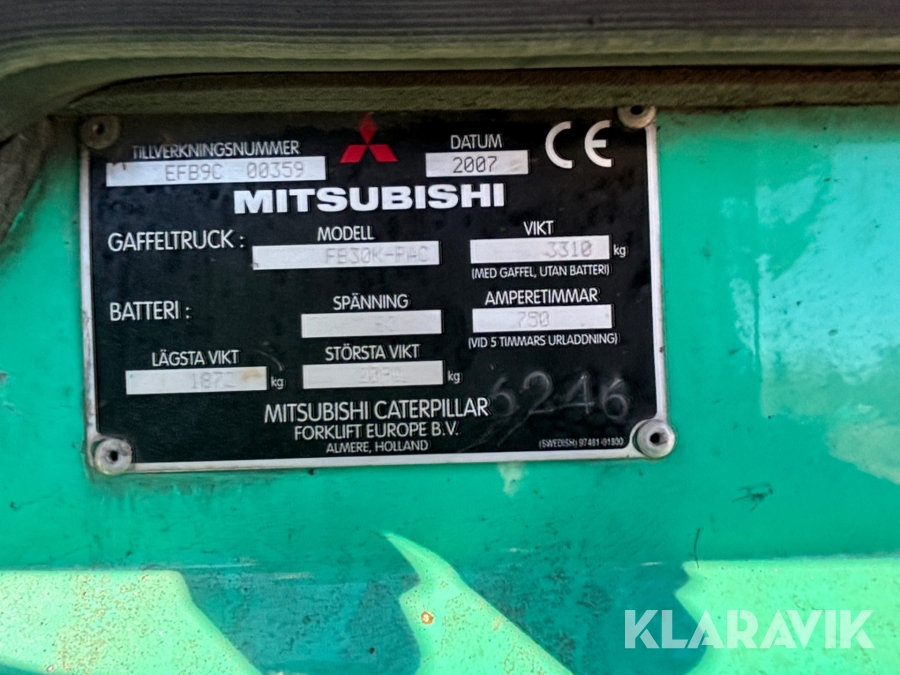 TILLVERKNINGSNUMMER
EFB9C 00359
DATUM
2007
CE
MITSUBISHI
GAFFELTRUCK :
MODELL
FB30K-PAC
VIKT
3310 kg
(MED GAFFEL, UTAN BATTERI)
BATTERI :
SPÄNNING
AMPERETIMMAR
750
(VID 5 TIMMARS URLADDNING)
LÄGSTA VIKT
kg
STÖRSTA VIKT
kg
MITSUBISHI CATERPILLAR
FORKLIFT EUROPE B.V.
ALMERE, HOLLAND
6246
(SWEDISH) 97481-01800
KLARAVIK